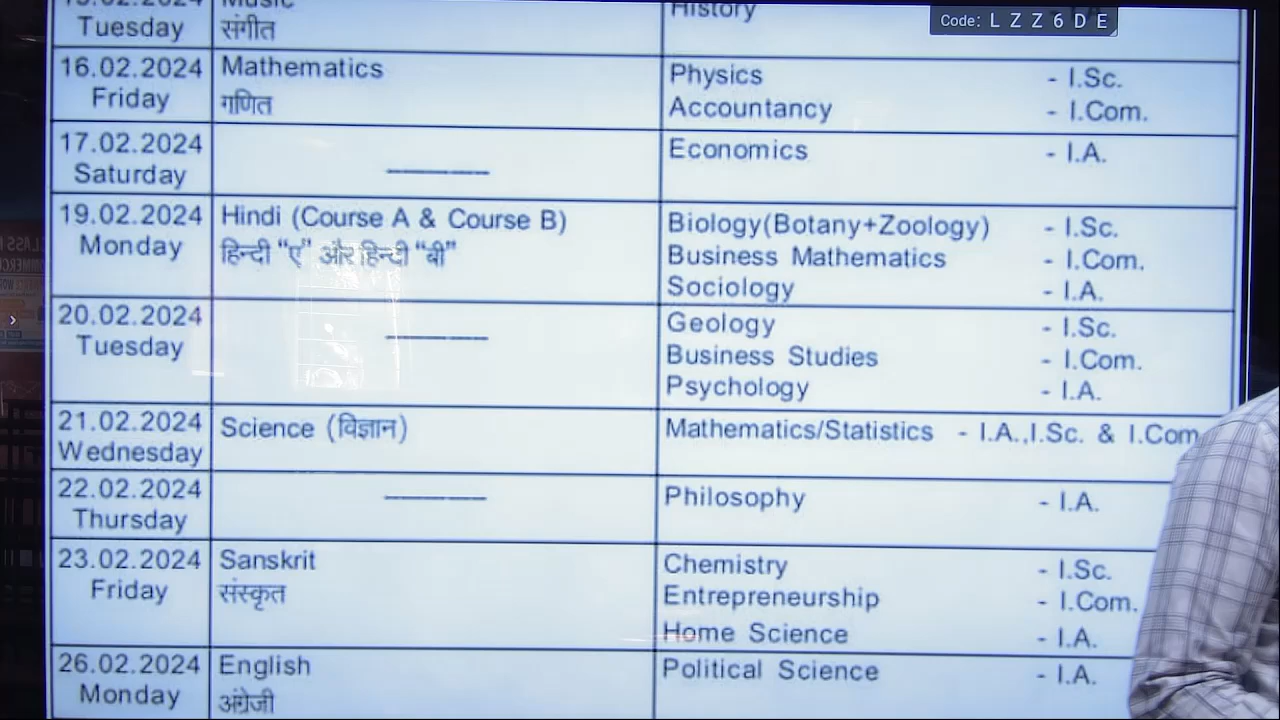 Tuesday
संगीत
History
Code: L Z Z 6 D E
16.02.2024
Friday
Mathematics
गणित
Physics - I.Sc.
Accountancy - I.Com.
17.02.2024
Saturday
Economics - I.A.
19.02.2024
Monday
Hindi (Course A & Course B)
हिन्दी “ए” और हिन्दी “बी”
Biology(Botany+Zoology) - I.Sc.
Business Mathematics - I.Com.
Sociology - I.A.
20.02.2024
Tuesday
Geology - I.Sc.
Business Studies - I.Com.
Psychology - I.A.
21.02.2024
Wednesday
Science (विज्ञान)
Mathematics/Statistics - I.A.,I.Sc. & I.Com
22.02.2024
Thursday
Philosophy - I.A.
23.02.2024
Friday
Sanskrit
संस्कृत
Chemistry - I.Sc.
Entrepreneurship - I.Com.
Home Science - I.A.
26.02.2024
Monday
English
अंग्रेजी
Political Science - I.A.